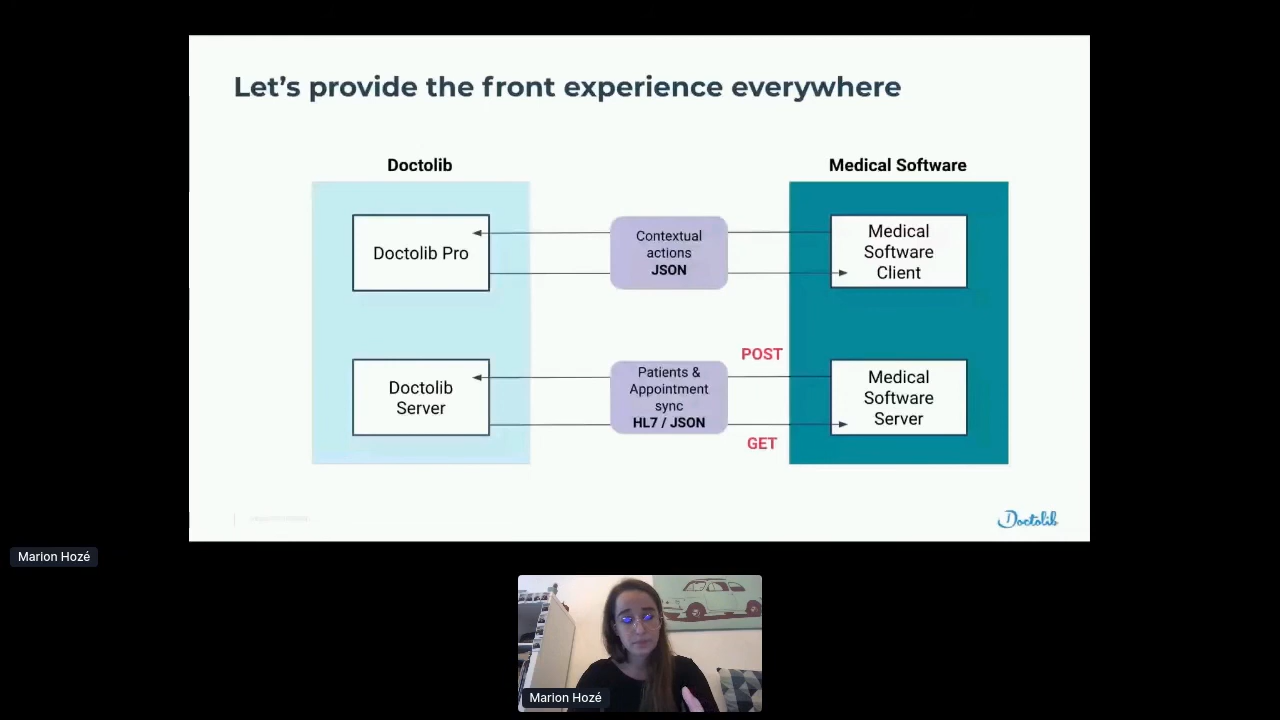 Let's provide the front experience everywhere
Doctolib
Medical Software
Doctolib Pro
Contextual
actions
JSON
Medical
Software
Client
POST
Doctolib
Server
Patients &
Appointment
sync
HL7 / JSON
Medical
Software
Server
GET
Doctolib
Marion Hozé
Marion Hozé